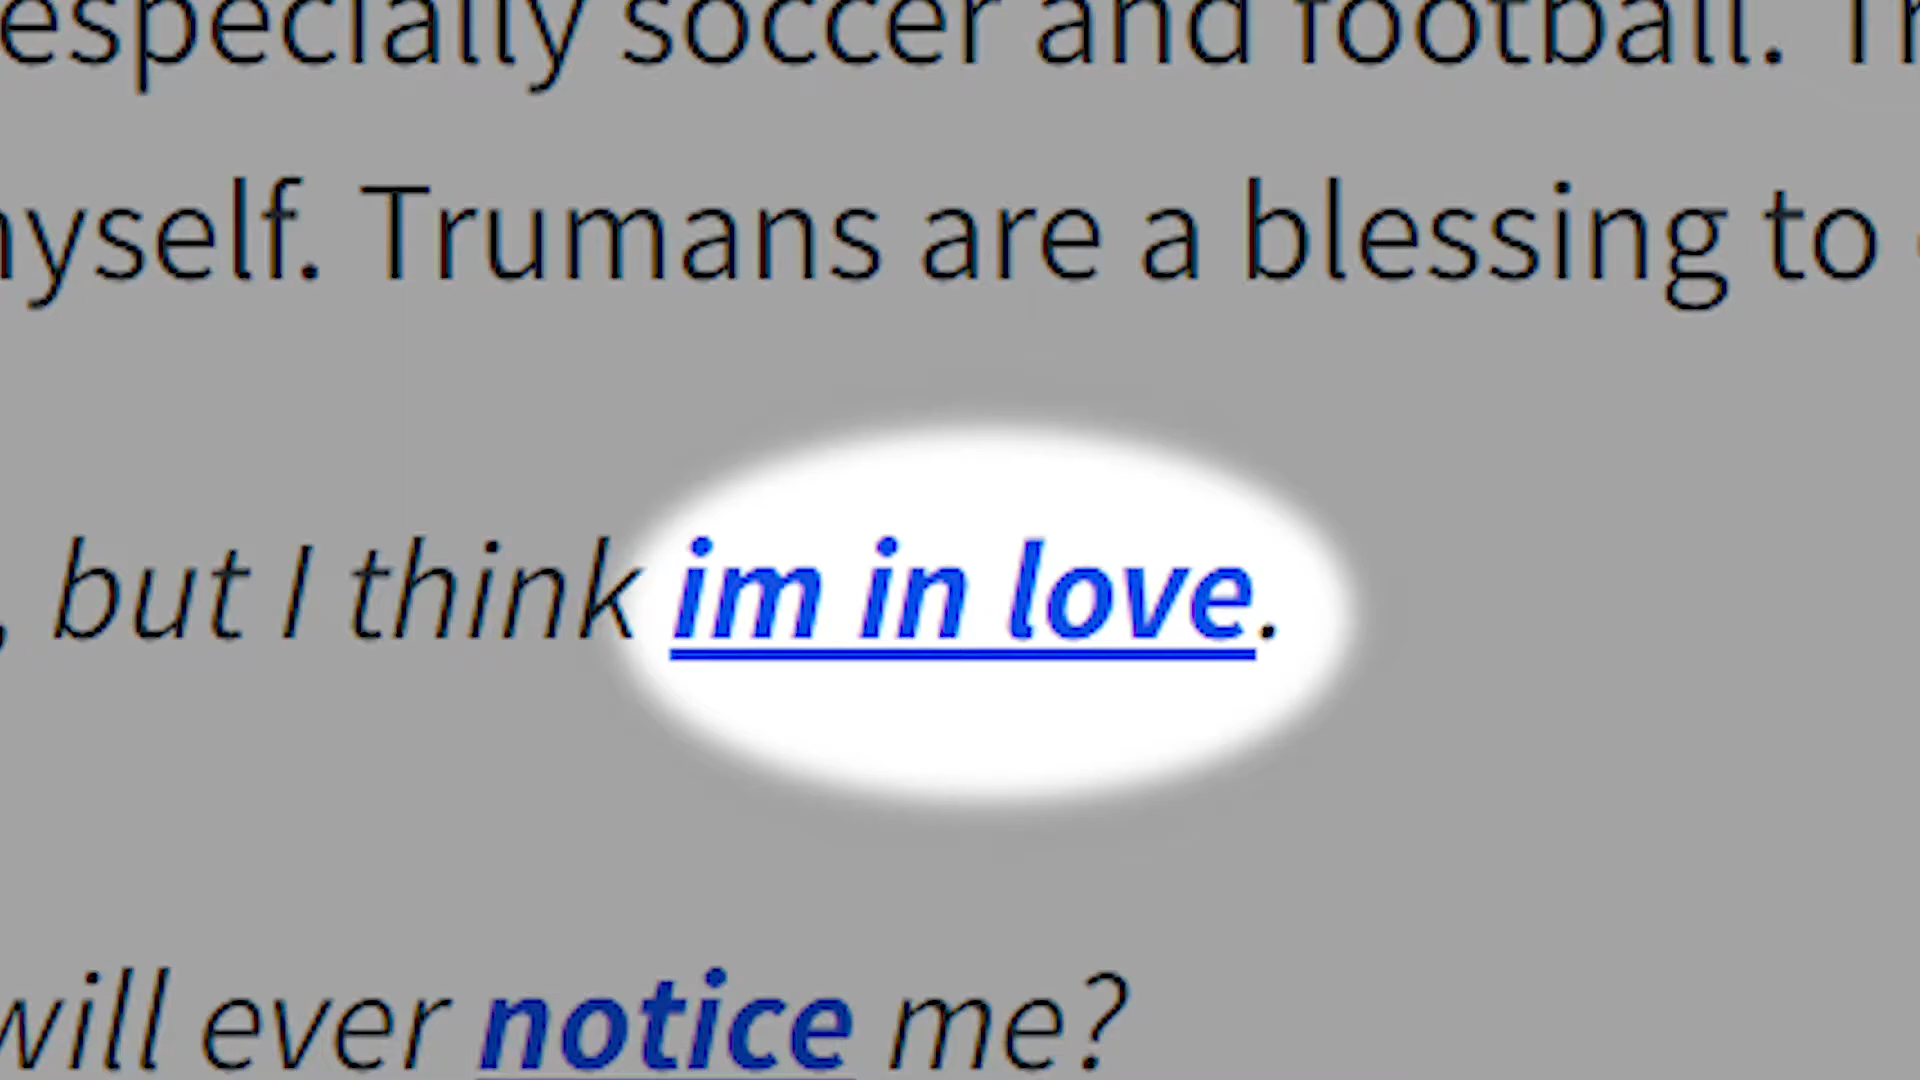 especially soccer and football.
myself. Trumans are a blessing to
, but I think im in love.
will ever notice me?